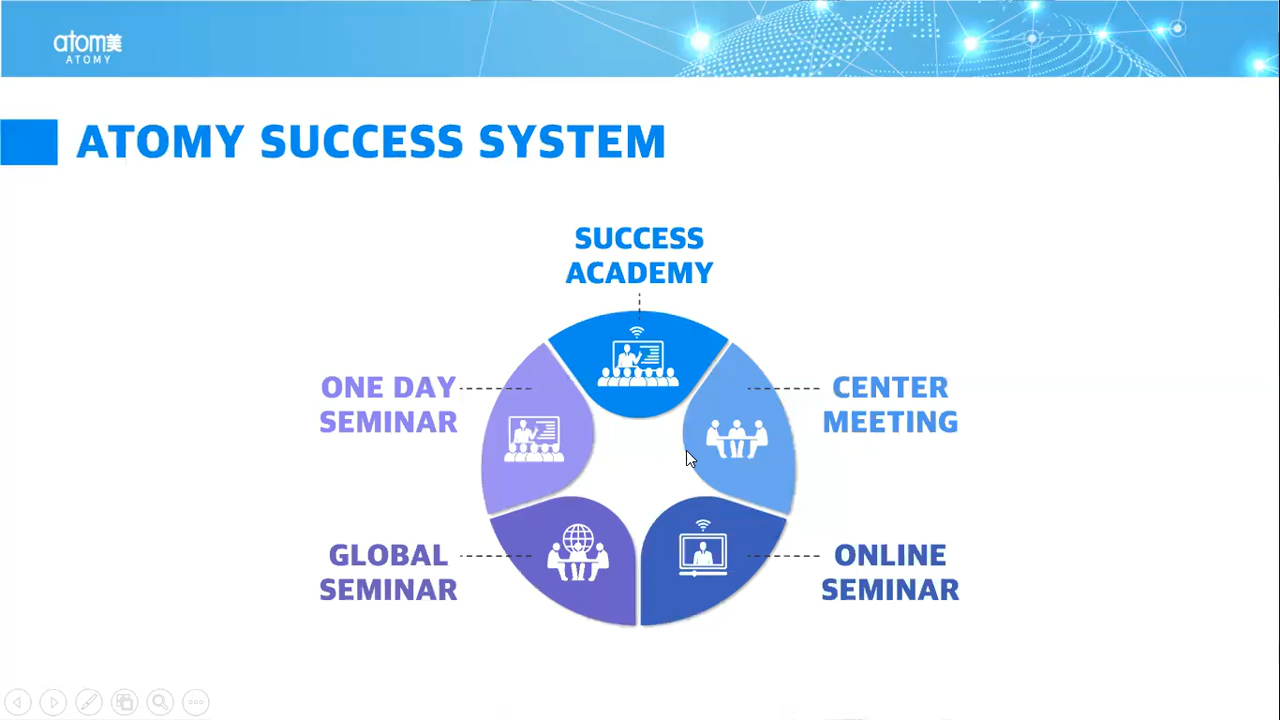 atom美
ATOMY
ATOMY SUCCESS SYSTEM
SUCCESS
ACADEMY
ONE DAY
SEMINAR
CENTER
MEETING
GLOBAL
SEMINAR
ONLINE
SEMINAR